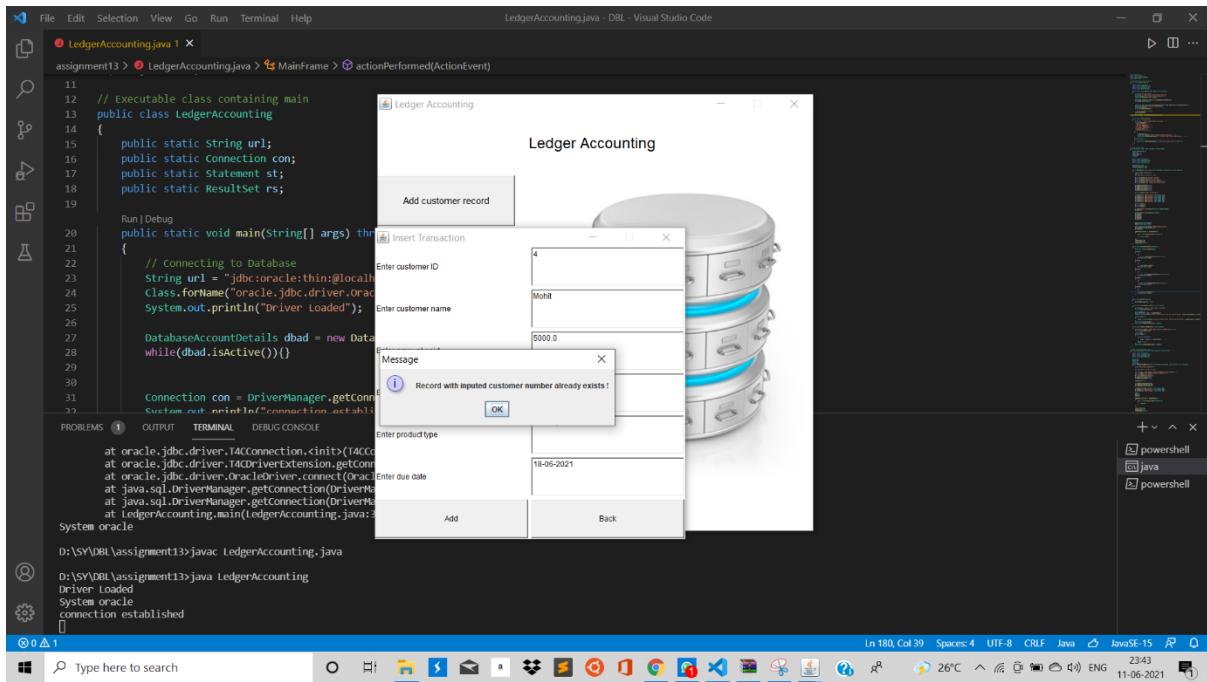 File Edit Selection View Go Run Terminal Help
LedgerAccounting.java - DBL - Visual Studio Code
LedgerAccounting.java 1
assignment13 > LedgerAccounting.java > MainFrame > actionPerformed(ActionEvent)
11
12 // Executable class containing main
13 public class LedgerAccounting
14 {
15 public static String url;
16 public static Connection con;
17 public static Statement st;
18 public static ResultSet rs;
19
Run | Debug
20 public static void main(String[] args) thr
21 {
22 // Connecting to Database
23 String url = "jdbc:oracle:thin:@localh
24 Class.forName("oracle.jdbc.driver.Orac
25 System.out.println("Driver Loaded");
26
27 DatabaseAccountDetails dbad = new Data
28 while(dbad.isActive()){}
29
30
31 Connection con = DriverManager.getConn
32 System.out.println("connection establi
Ledger Accounting
Ledger Accounting
Add customer record
Insert Transaction
Enter customer ID
4
Enter customer name
Mohit
5000.0
Message
Record with inputed customer number already exists !
OK
Enter product type
Enter due date
18-06-2021
Add
Back
PROBLEMS 1 OUTPUT TERMINAL DEBUG CONSOLE
at oracle.jdbc.driver.T4CConnection.<init>(T4CCo
at oracle.jdbc.driver.T4CDriverExtension.getConn
at oracle.jdbc.driver.OracleDriver.connect(Oracl
at java.sql.DriverManager.getConnection(DriverMa
at java.sql.DriverManager.getConnection(DriverMa
at LedgerAccounting.main(LedgerAccounting.java:3
System oracle
D:\SY\DBL\assignment13>javac LedgerAccounting.java
D:\SY\DBL\assignment13>java LedgerAccounting
Driver Loaded
System oracle
connection established
powershell
java
powershell
0 1
Ln 180, Col 39 Spaces: 4 UTF-8 CRLF Java JavaSE-15
Type here to search
26°C ENG
23:43
11-06-2021
1